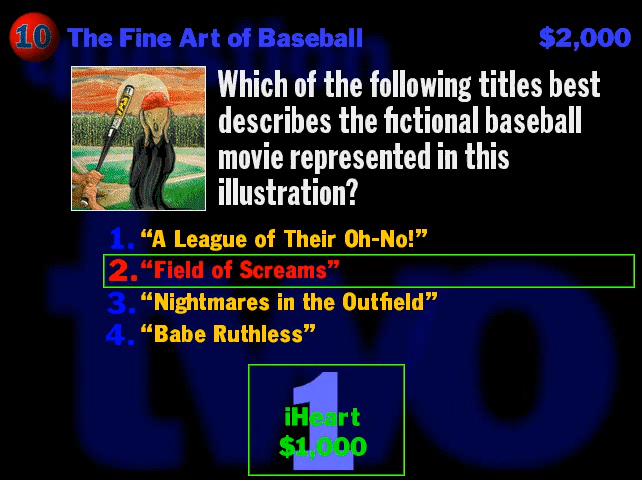 10 The Fine Art of Baseball $2,000
Which of the following titles best
describes the fictional baseball
movie represented in this
illustration?
1. “A League of Their Oh-No!”
2. “Field of Screams”
3. “Nightmares in the Outfield”
4. “Babe Ruthless”
two
1
iHeart
$1,000